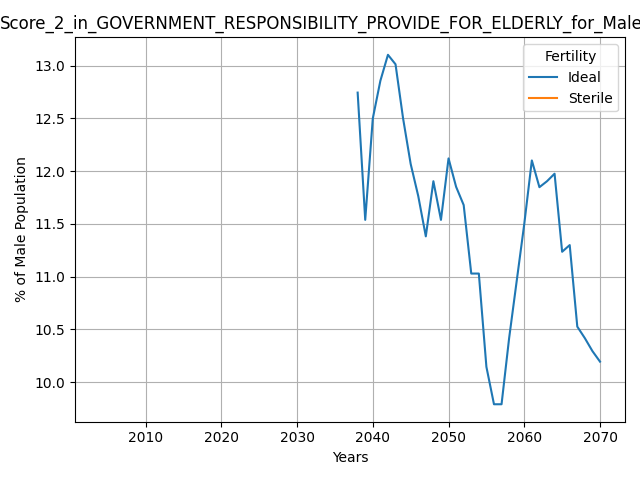 Score_2_in_GOVERNMENT_RESPONSIBILITY_PROVIDE_FOR_ELDERLY_for_Male
Fertility
Ideal
Sterile
% of Male Population
13.0
12.5
12.0
11.5
11.0
10.5
10.0
2010 2020 2030 2040 2050 2060 2070
Years